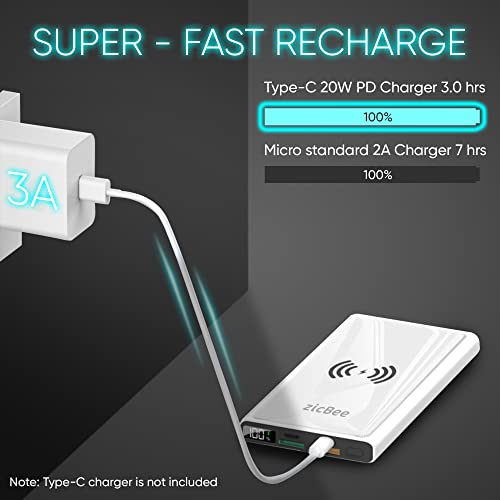 SUPER - FAST RECHARGE
Type-C 20W PD Charger 3.0 hrs
100%
Micro standard 2A Charger 7 hrs
100%
3A
zicBee
100%
Note: Type-C charger is not included